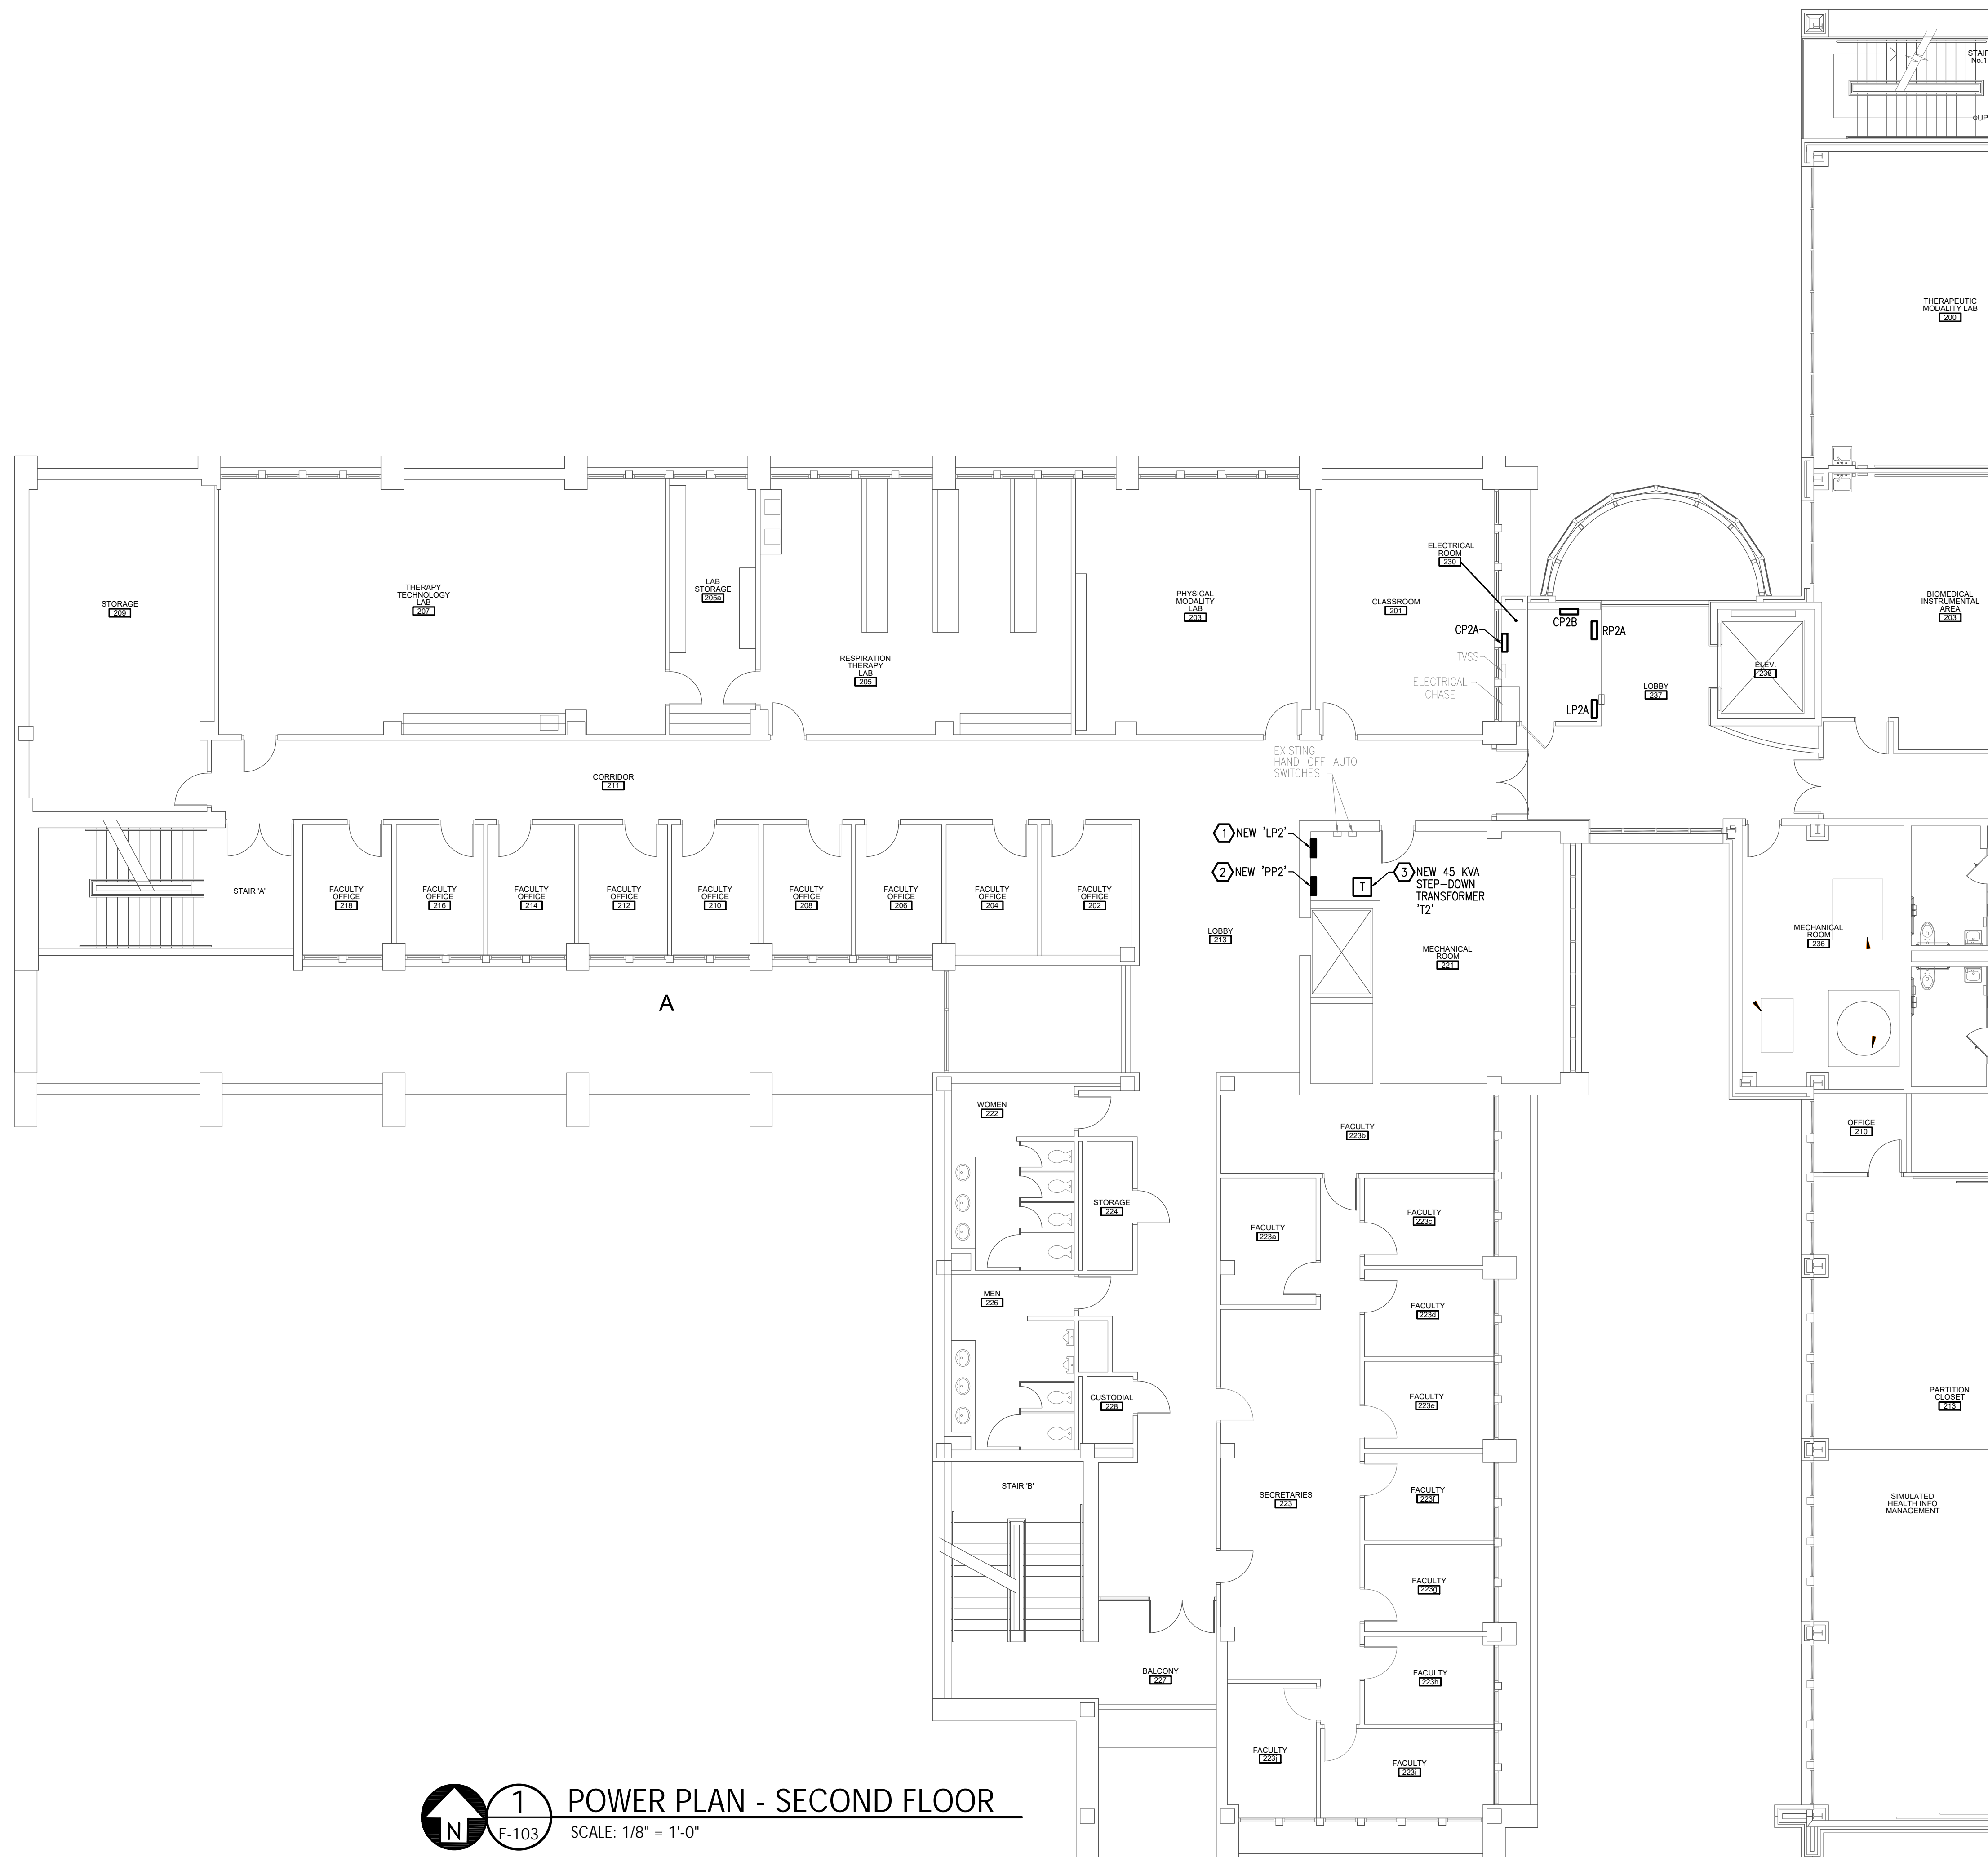 STAIR
No.1
UP
THERAPEUTIC
MODALITY LAB
200
ELECTRICAL
ROOM
230
STORAGE
209
THERAPY
TECHNOLOGY
LAB
207
LAB
STORAGE
205a
RESPIRATION
THERAPY
LAB
205
PHYSICAL
MODALITY
LAB
203
CLASSROOM
201
CP2A
TVSS
ELECTRICAL
CHASE
CP2B
RP2A
LP2A
LOBBY
237
ELEV.
238
BIOMEDICAL
INSTRUMENTAL
AREA
203
EXISTING
HAND-OFF-AUTO
SWITCHES
CORRIDOR
211
1 NEW 'LP2'
2 NEW 'PP2'
T
3 NEW 45 KVA
STEP-DOWN
TRANSFORMER
'T2'
STAIR 'A'
FACULTY
OFFICE
218
FACULTY
OFFICE
216
FACULTY
OFFICE
214
FACULTY
OFFICE
212
FACULTY
OFFICE
210
FACULTY
OFFICE
208
FACULTY
OFFICE
206
FACULTY
OFFICE
204
FACULTY
OFFICE
202
LOBBY
213
MECHANICAL
ROOM
221
MECHANICAL
ROOM
236
A
WOMEN
222
FACULTY
223b
OFFICE
210
STORAGE
224
FACULTY
223a
FACULTY
223c
MEN
226
FACULTY
223d
CUSTODIAL
228
FACULTY
223e
PARTITION
CLOSET
213
STAIR 'B'
SECRETARIES
223
FACULTY
223f
SIMULATED
HEALTH INFO
MANAGEMENT
FACULTY
223g
BALCONY
227
FACULTY
223h
FACULTY
223j
FACULTY
223i
N
1
E-103
POWER PLAN - SECOND FLOOR
SCALE: 1/8" = 1'-0"